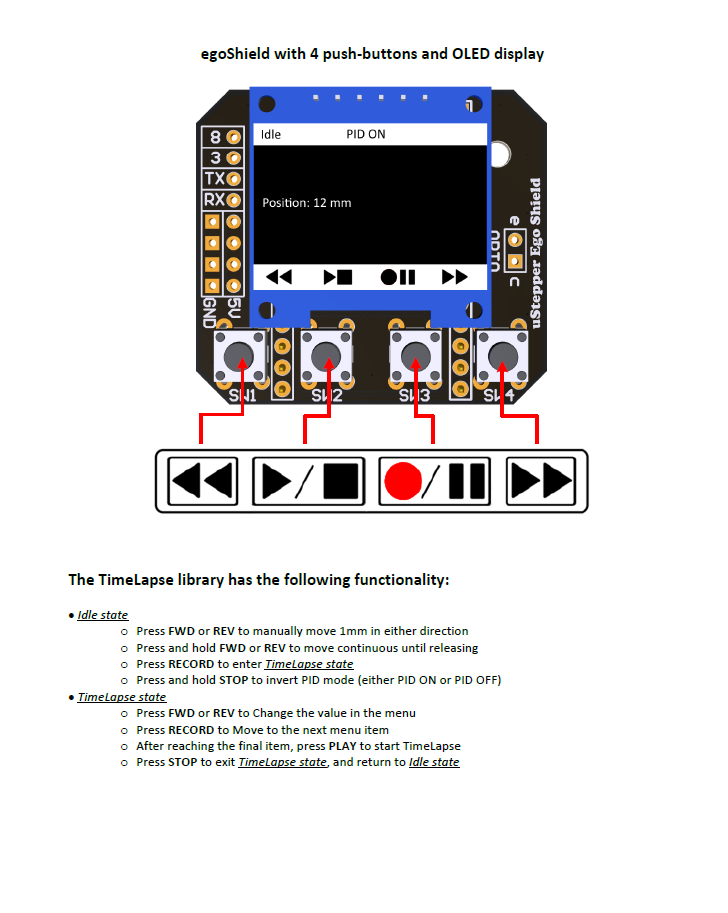 egoShield with 4 push-buttons and OLED display
Idle PID ON
8
3
TX
RX
Position: 12 mm
GND
5V
e
OPTO
c
uStepper Ego Shield
SW1
SW2
SW3
SW4
The TimeLapse library has the following functionality:
• Idle state
o Press FWD or REV to manually move 1mm in either direction
o Press and hold FWD or REV to move continuous until releasing
o Press RECORD to enter TimeLapse state
o Press and hold STOP to invert PID mode (either PID ON or PID OFF)
• TimeLapse state
o Press FWD or REV to Change the value in the menu
o Press RECORD to Move to the next menu item
o After reaching the final item, press PLAY to start TimeLapse
o Press STOP to exit TimeLapse state, and return to Idle state